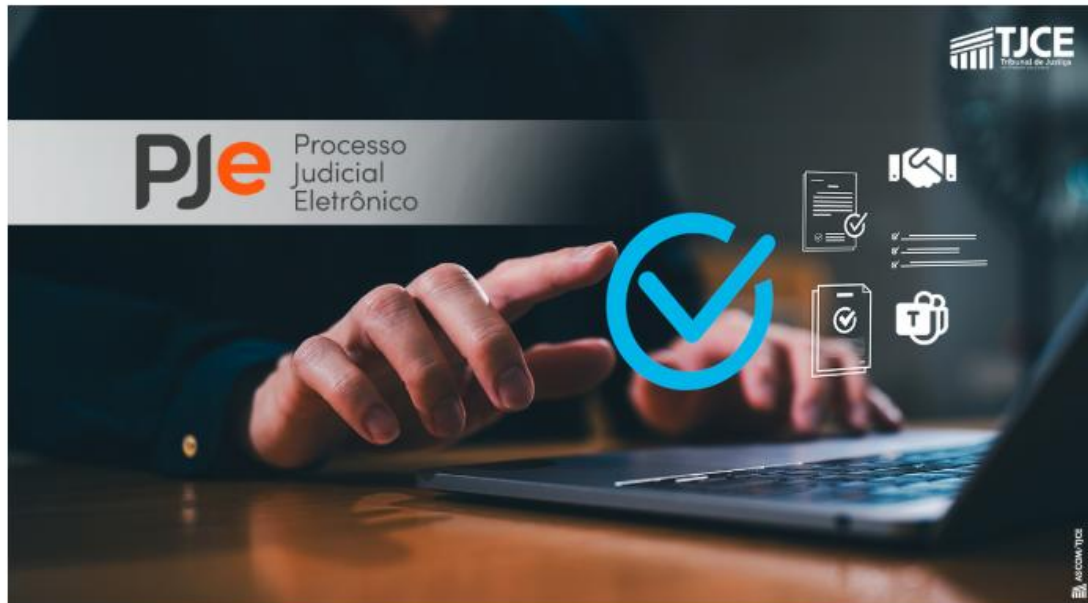 TJCE
Tribunal de Justiça
PJe
Processo
Judicial
Eletrônico
T
ASCOM/TJCE